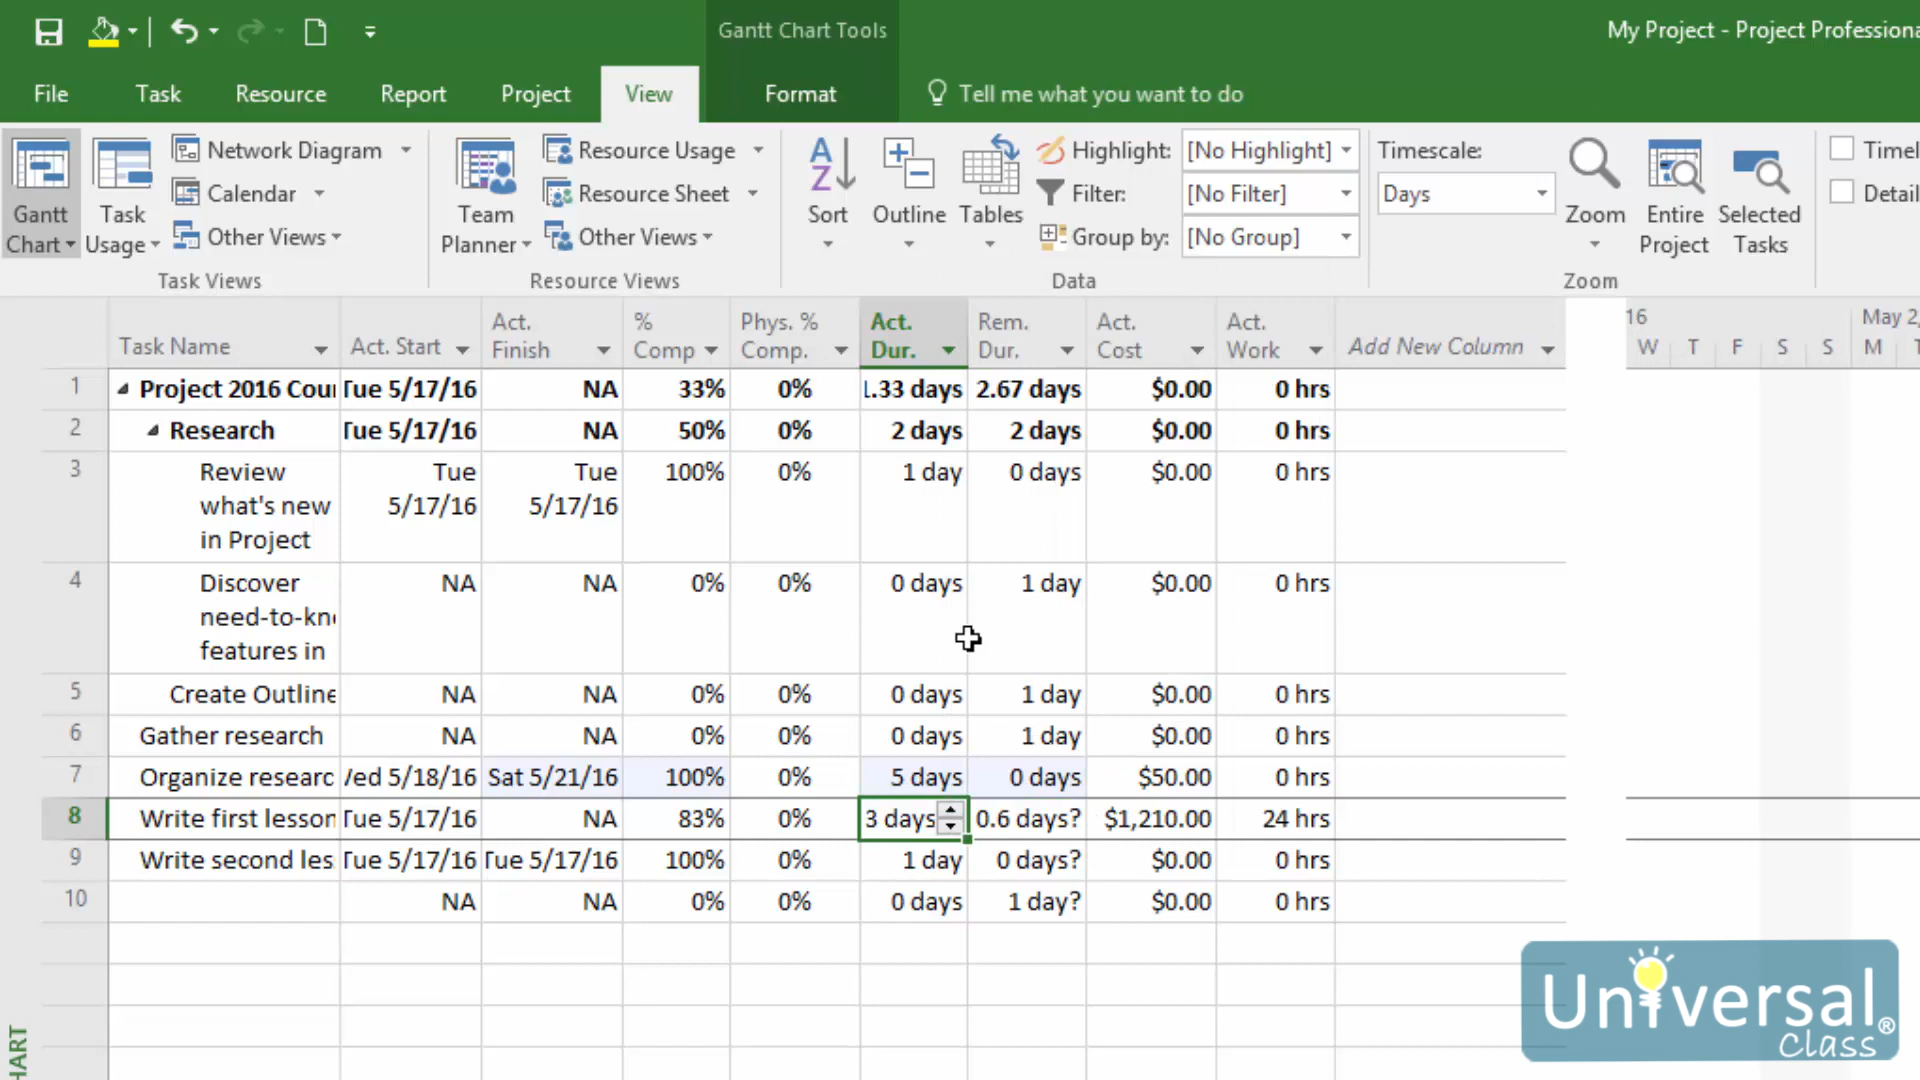 Gantt Chart Tools
My Project - Project Professiona
File Task Resource Report Project View Format Tell me what you want to do
Gantt Chart
Task Usage
Network Diagram
Calendar
Other Views
Task Views
Team Planner
Resource Usage
Resource Sheet
Other Views
Resource Views
Sort
Outline
Tables
Highlight: [No Highlight]
Filter: [No Filter]
Group by: [No Group]
Data
Timescale:
Days
Zoom
Entire Project
Selected Tasks
Zoom
Timel
Detail
Task Name Act. Start Act. Finish % Comp Phys. % Comp. Act. Dur. Rem. Dur. Act. Cost Act. Work Add New Column
16 May 2,
W T F S S M
1 Project 2016 Cour Tue 5/17/16 NA 33% 0% 1.33 days 2.67 days $0.00 0 hrs
2 Research Tue 5/17/16 NA 50% 0% 2 days 2 days $0.00 0 hrs
3 Review Tue Tue 100% 0% 1 day 0 days $0.00 0 hrs
what's new 5/17/16 5/17/16
in Project
4 Discover NA NA 0% 0% 0 days 1 day $0.00 0 hrs
need-to-kn
features in
5 Create Outline NA NA 0% 0% 0 days 1 day $0.00 0 hrs
6 Gather research NA NA 0% 0% 0 days 1 day $0.00 0 hrs
7 Organize researc Wed 5/18/16 Sat 5/21/16 100% 0% 5 days 0 days $50.00 0 hrs
8 Write first lesson Tue 5/17/16 NA 83% 0% 3 days 0.6 days? $1,210.00 24 hrs
9 Write second les Tue 5/17/16 Tue 5/17/16 100% 0% 1 day 0 days? $0.00 0 hrs
10 NA NA 0% 0% 0 days 1 day? $0.00 0 hrs
HART
Universal®
Class